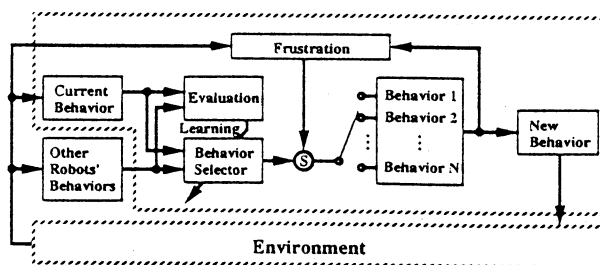 Frustration
Current
Behavior
Evaluation
Learning
Other
Robots'
Behaviors
Behavior
Selector
S
Behavior 1
Behavior 2
Behavior N
New
Behavior
Environment